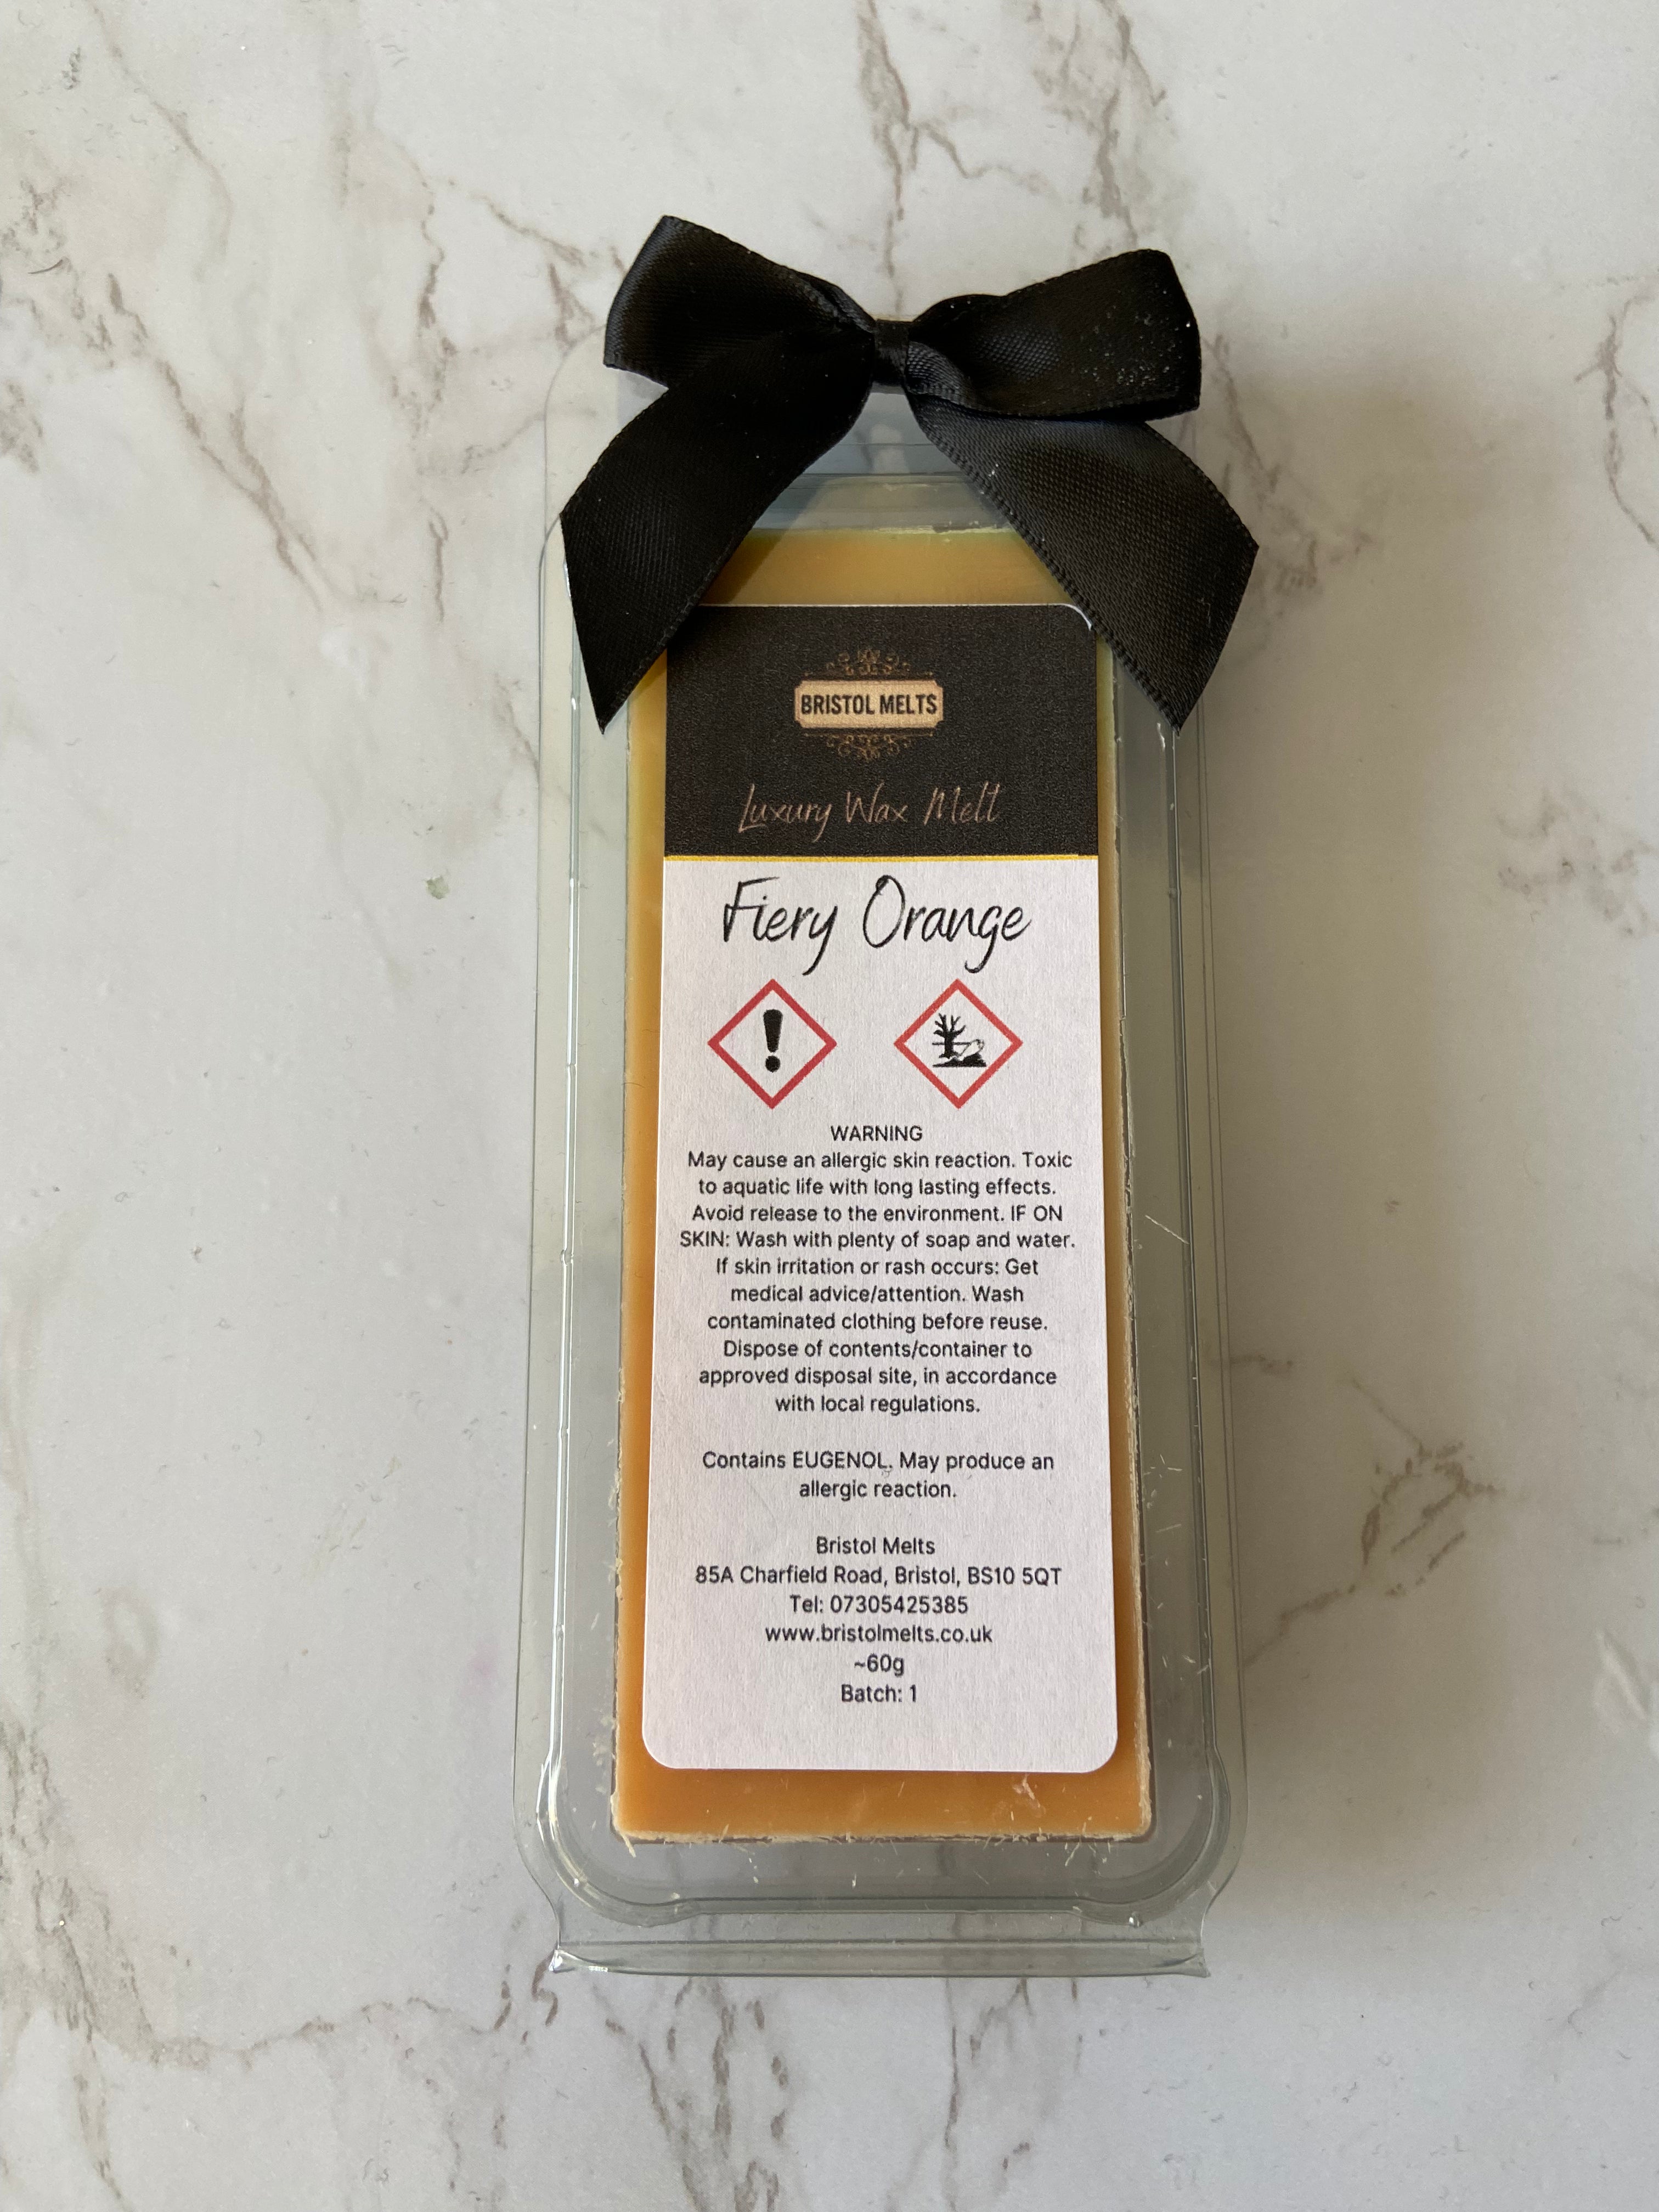 BRISTOL MELTS
Luxury Wax Melt
Fiery Orange
WARNING
May cause an allergic skin reaction. Toxic
to aquatic life with long lasting effects.
Avoid release to the environment. IF ON
SKIN: Wash with plenty of soap and water.
If skin irritation or rash occurs: Get
medical advice/attention. Wash
contaminated clothing before reuse.
Dispose of contents/container to
approved disposal site, in accordance
with local regulations.
Contains EUGENOL. May produce an
allergic reaction.
Bristol Melts
85A Charfield Road, Bristol, BS10 5QT
Tel: 07305425385
www.bristolmelts.co.uk
~60g
Batch: 1